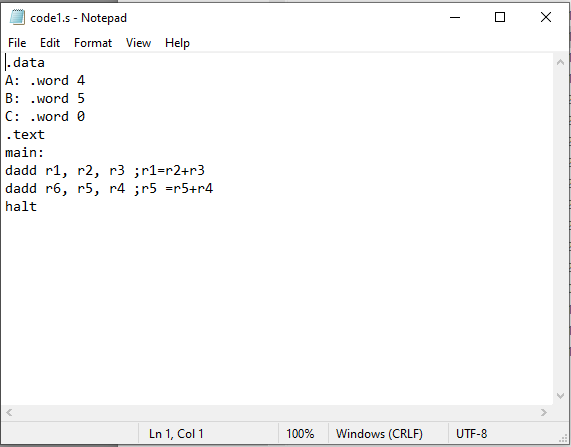 code1.s - Notepad
File Edit Format View Help
.data
A: .word 4
B: .word 5
C: .word 0
.text
main:
dadd r1, r2, r3 ;r1=r2+r3
dadd r6, r5, r4 ;r5 =r5+r4
halt
Ln 1, Col 1 100% Windows (CRLF) UTF-8